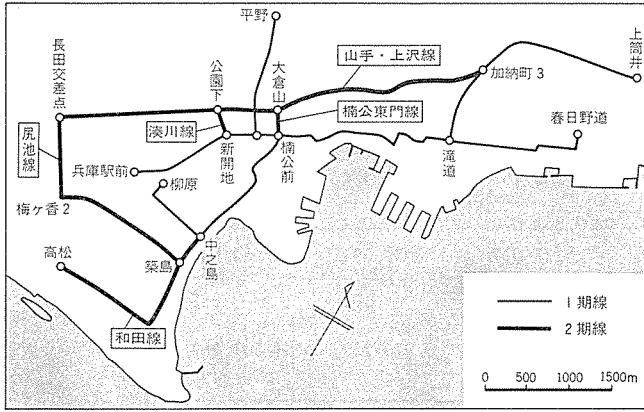 平野
上筒井
長田交差点
公園下
大倉山
山手・上沢線
加納町3
湊川線
楠公東門線
春日野道
尻池線
新開地
楠公前
滝道
兵庫駅前
柳原
梅ヶ香2
高松
築島
中之島
和田線
1期線
2期線
0 500 1000 1500m